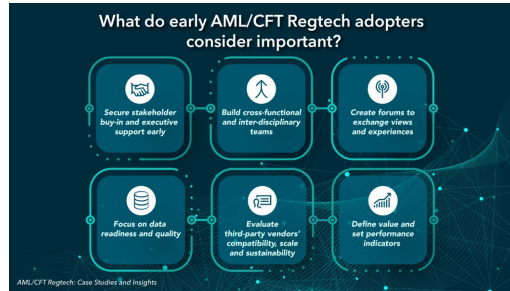 What do early AML/CFT Regtech adopters
consider important?
Secure stakeholder
buy-in and executive
support early
Build cross-functional
and inter-disciplinary
teams
Create forums to
exchange views
and experiences
Focus on data
readiness and quality
Evaluate
third-party vendors'
compatibility, scale
and sustainability
Define value and
set performance
indicators
AML/CFT Regtech: Case Studies and Insights